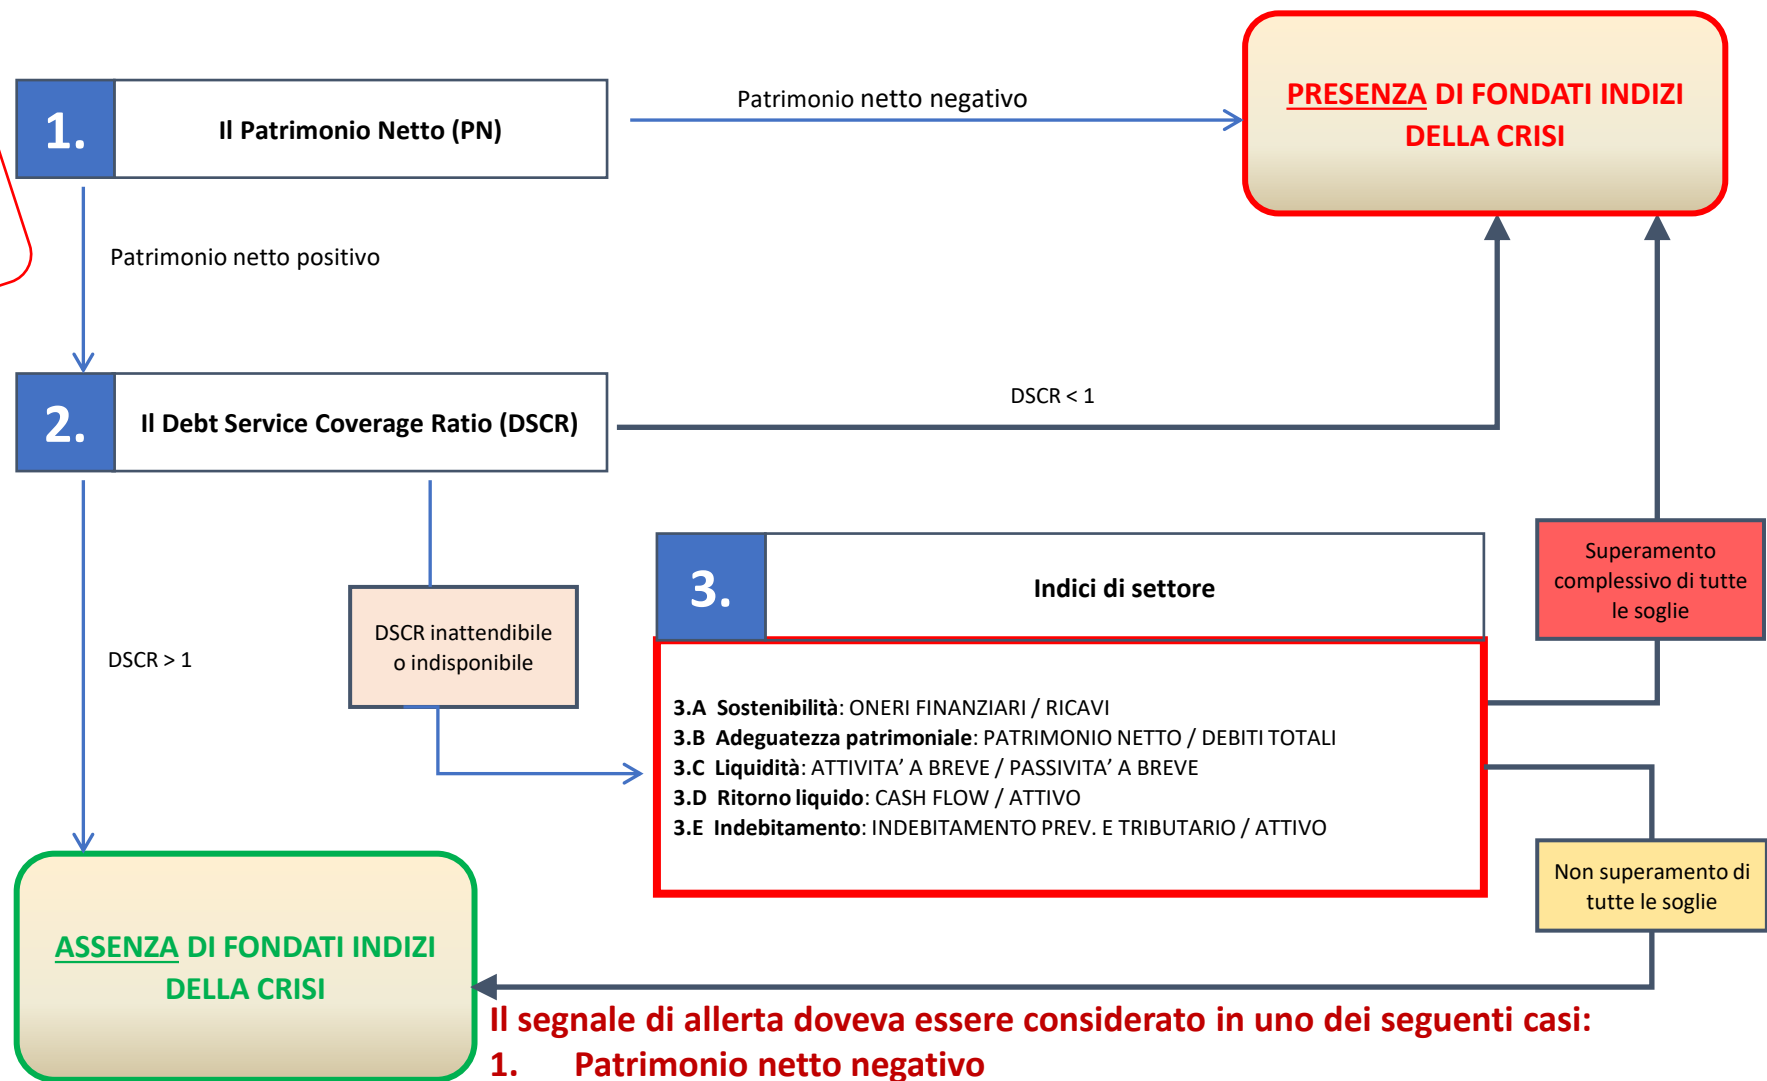 1.
Il Patrimonio Netto (PN)
Patrimonio netto negativo
PRESENZA DI FONDATI INDIZI
DELLA CRISI
Patrimonio netto positivo
2.
Il Debt Service Coverage Ratio (DSCR)
DSCR < 1
DSCR inattendibile
o indisponibile
DSCR > 1
3.
Indici di settore
3.A Sostenibilità: ONERI FINANZIARI / RICAVI
3.B Adeguatezza patrimoniale: PATRIMONIO NETTO / DEBITI TOTALI
3.C Liquidità: ATTIVITA' A BREVE / PASSIVITA' A BREVE
3.D Ritorno liquido: CASH FLOW / ATTIVO
3.E Indebitamento: INDEBITAMENTO PREV. E TRIBUTARIO / ATTIVO
Superamento
complessivo di tutte
le soglie
Non superamento di
tutte le soglie
ASSENZA DI FONDATI INDIZI
DELLA CRISI
Il segnale di allerta doveva essere considerato in uno dei seguenti casi:
1. Patrimonio netto negativo